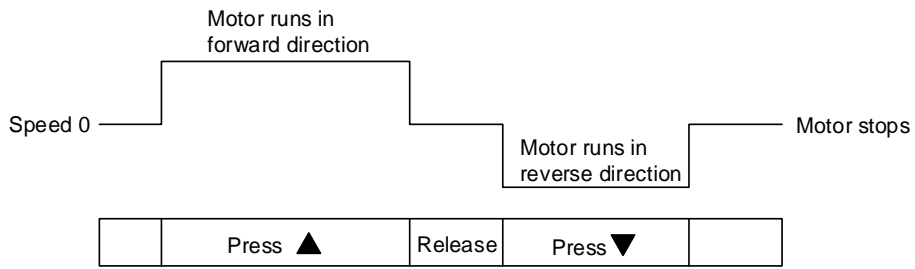 Motor runs in
forward direction
Speed 0
Motor stops
Motor runs in
reverse direction
Press ▲
Release
Press ▼